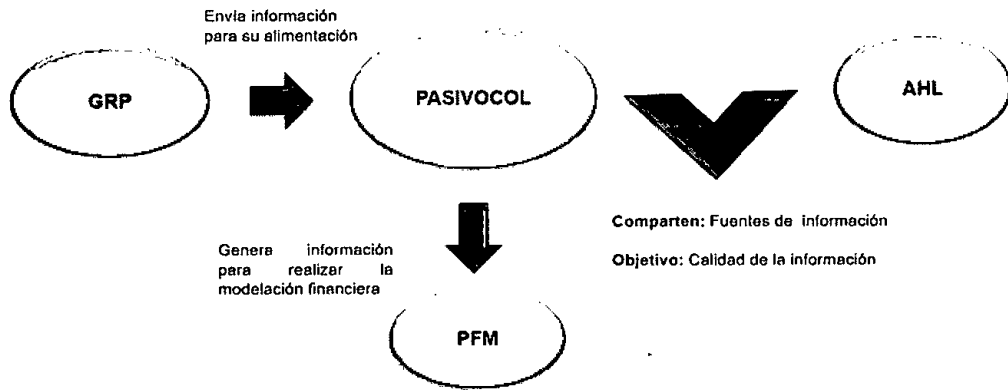 Envía información
para su alimentación
GRP
PASIVOCOL
AHL
Comparten: Fuentes de información
Objetivo: Calidad de la información
Genera información
para realizar la
modelación financiera
PFM